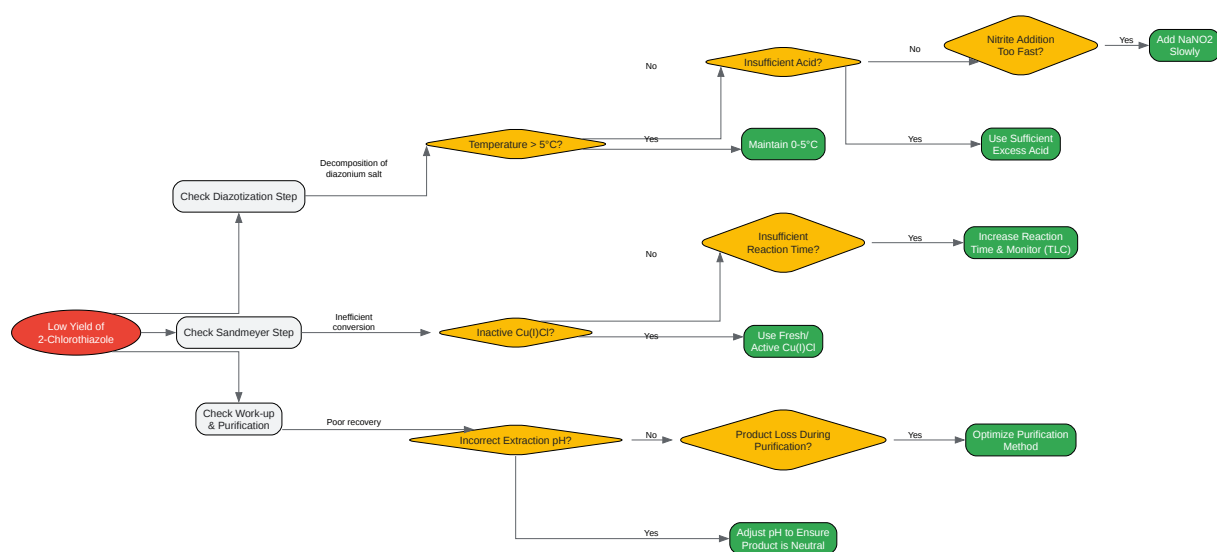 Nitrite Addition
Too Fast?
Yes
Add NaNO2
Slowly
No
Insufficient Acid?
No
Temperature > 5°C?
Yes
Maintain 0-5°C
Yes
Use Sufficient
Excess Acid
Decomposition of
diazonium salt
Check Diazotization Step
Insufficient
Reaction Time?
Yes
Increase Reaction
Time & Monitor (TLC)
No
Low Yield of
2-Chlorothiazole
Check Sandmeyer Step
Inefficient
conversion
Inactive Cu(I)Cl?
Yes
Use Fresh/
Active Cu(I)Cl
Check Work-up
& Purification
Poor recovery
Incorrect Extraction pH?
No
Product Loss During
Purification?
Yes
Optimize Purification
Method
Yes
Adjust pH to Ensure
Product is Neutral